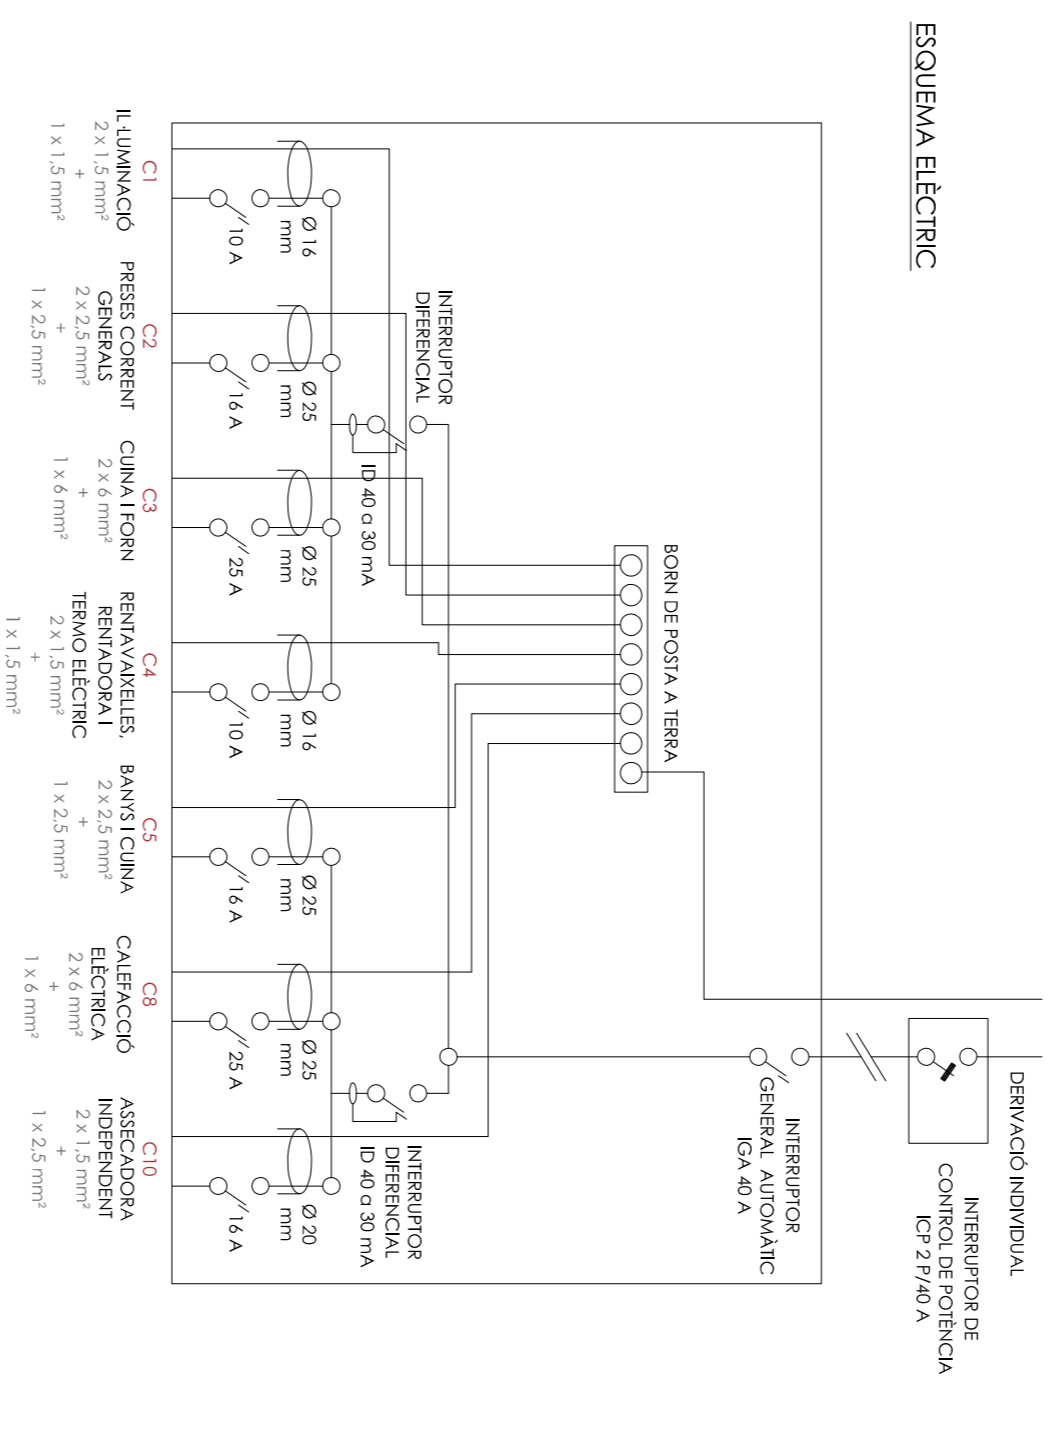 ESQUEMA ELÈCTRIC
DERIVACIÓ INDIVIDUAL
INTERRUPTOR DE
CONTROL DE POTÈNCIA
ICP 2 P/40 A
INTERRUPTOR
GENERAL AUTOMÀTIC
IGA 40 A
BORN DE POSTA A TERRA
INTERRUPTOR
DIFERENCIAL
ID 40 a 30 mA
INTERRUPTOR
DIFERENCIAL
ID 40 a 30 mA
Ø 16
mm
10 A
C1
IL·LUMINACIÓ
2 x 1,5 mm²
+
1 x 1,5 mm²
Ø 25
mm
16 A
C2
PRESES CORRENT
GENERALS
2 x 2,5 mm²
+
1 x 2,5 mm²
Ø 25
mm
25 A
C3
CUINA I FORN
2 x 6 mm²
+
1 x 6 mm²
Ø 16
mm
10 A
C4
RENTAVAIXELLES,
RENTADORA I
TERMO ELÈCTRIC
2 x 1,5 mm²
+
1 x 1,5 mm²
Ø 25
mm
16 A
C5
BANYS I CUINA
2 x 2,5 mm²
+
1 x 2,5 mm²
Ø 25
mm
25 A
C8
CALEFACCIÓ
ELÈCTRICA
2 x 6 mm²
+
1 x 6 mm²
Ø 20
mm
16 A
C10
ASSECADORA
INDEPENDENT
2 x 1,5 mm²
+
1 x 2,5 mm²